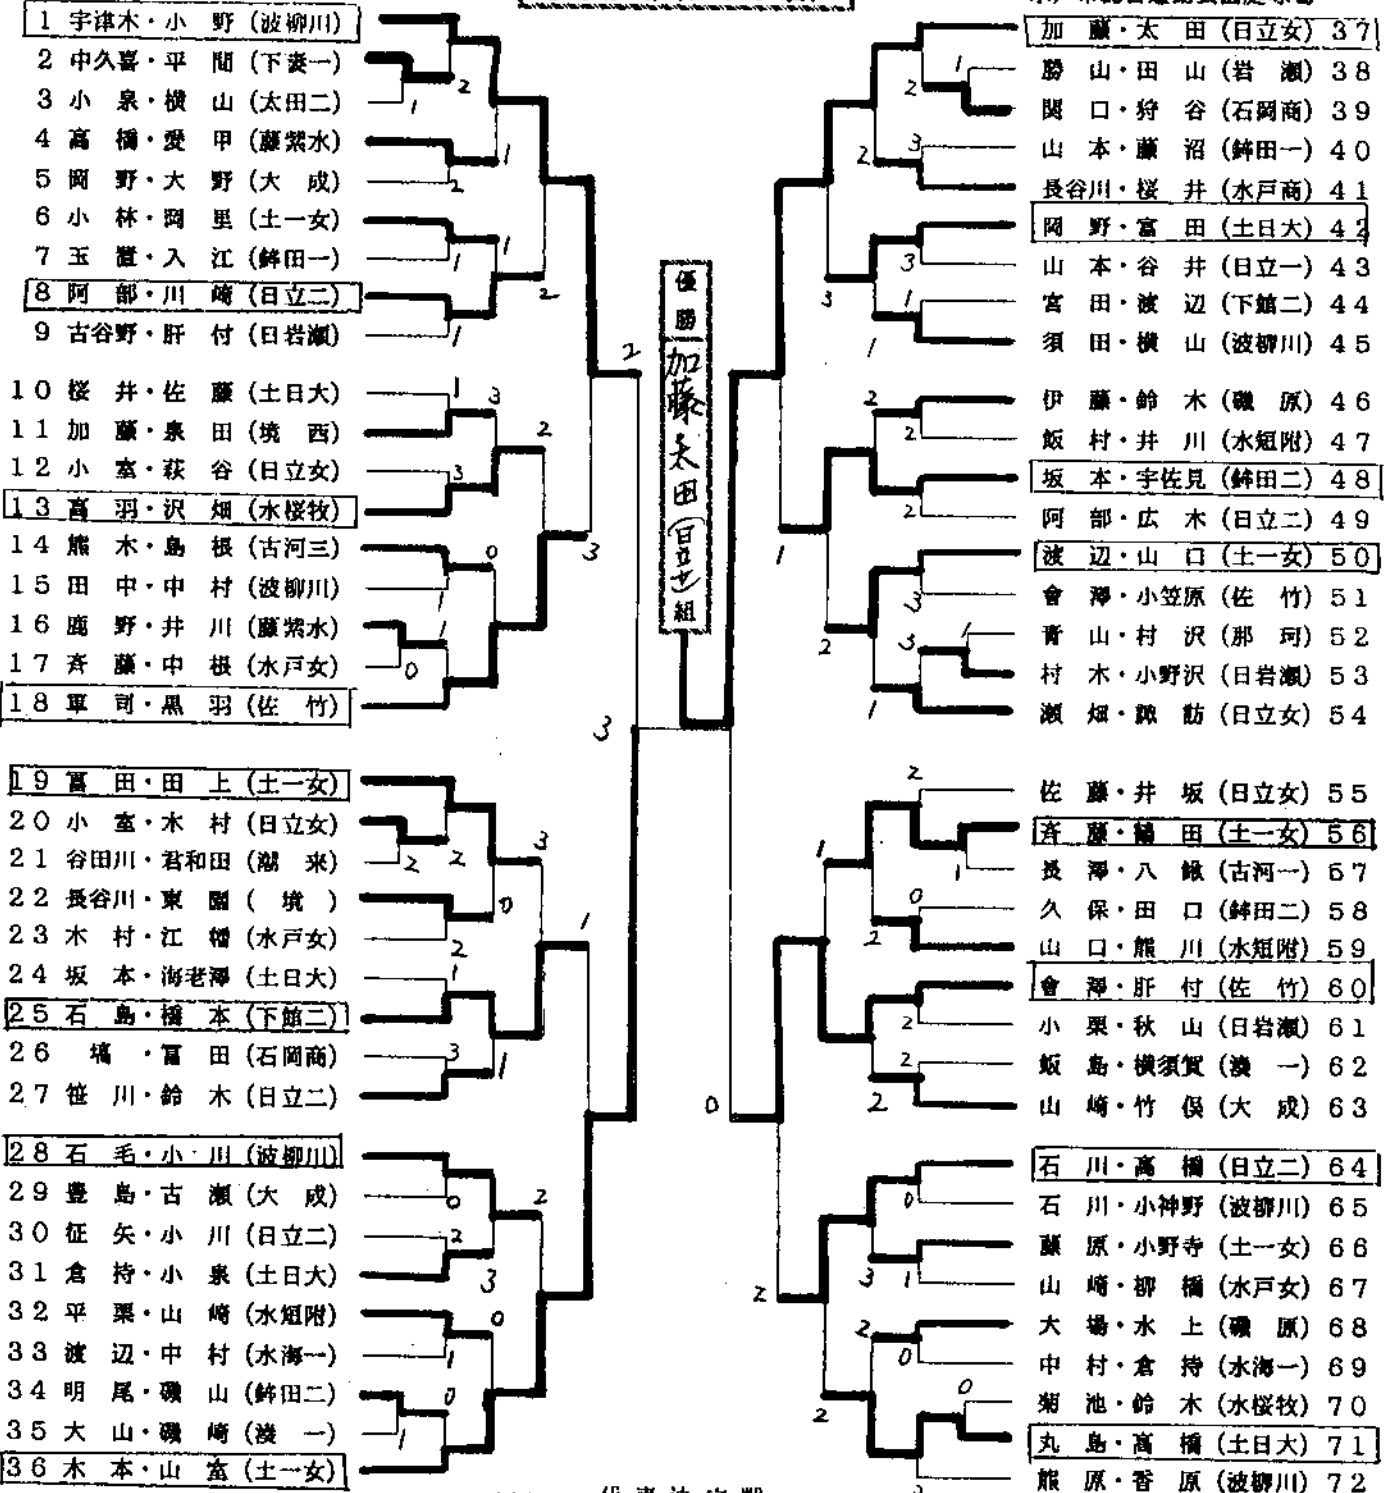 1 宇津木・小 野 (波柳川)
2 中久喜・平 間 (下妻一)
3 小 泉・横 山 (太田二)
4 高 橋・愛 甲 (藤紫水)
5 岡 野・大 野 (大 成)
6 小 林・岡 里 (土一女)
7 玉 置・入 江 (鉾田一)
8 阿 部・川 崎 (日立二)
9 古谷野・肝 付 (日岩瀬)
10 桜 井・佐 藤 (土日大)
11 加 藤・泉 田 (境 西)
12 小 室・萩 谷 (日立女)
13 高 羽・沢 畑 (水桜牧)
14 熊 木・島 根 (古河三)
15 田 中・中 村 (波柳川)
16 鹿 野・井 川 (藤紫水)
17 斉 藤・中 根 (水戸女)
18 軍 司・黒 羽 (佐 竹)
19 冨 田・田 上 (土一女)
20 小 室・木 村 (日立女)
21 谷田川・君和田 (潮 来)
22 長谷川・東 園 ( 境 )
23 木 村・江 幡 (水戸女)
24 坂 本・海老澤 (土日大)
25 石 島・橋 本 (下館二)
26 塙 ・冨 田 (石岡商)
27 笹 川・鈴 木 (日立二)
28 石 毛・小 川 (波柳川)
29 豊 島・古 瀬 (大 成)
30 征 矢・小 川 (日立二)
31 倉 持・小 泉 (土日大)
32 平 栗・山 崎 (水短附)
33 渡 辺・中 村 (水海一)
34 明 尾・磯 山 (鉾田二)
35 大 山・磯 崎 (湊 一)
36 木 本・山 室 (土一女)
優勝 加藤 太田 (日立女) 組
加 藤・太 田 (日立女) 37
勝 山・田 山 (岩 瀬) 38
関 口・狩 谷 (石岡商) 39
山 本・藤 沼 (鉾田一) 40
長谷川・桜 井 (水戸商) 41
岡 野・富 田 (土日大) 42
山 本・谷 井 (日立一) 43
宮 田・渡 辺 (下館二) 44
須 田・横 山 (波柳川) 45
伊 藤・鈴 木 (磯 原) 46
飯 村・井 川 (水短附) 47
坂 本・宇佐見 (鉾田二) 48
阿 部・広 木 (日立二) 49
渡 辺・山 口 (土一女) 50
會 澤・小笠原 (佐 竹) 51
青 山・村 沢 (那 珂) 52
村 木・小野沢 (日岩瀬) 53
瀬 畑・諏 訪 (日立女) 54
佐 藤・井 坂 (日立女) 55
斉 藤・鶴 田 (土一女) 56
長 澤・八 鍬 (古河一) 57
久 保・田 口 (鉾田二) 58
山 口・熊 川 (水短附) 59
會 澤・肝 付 (佐 竹) 60
小 栗・秋 山 (日岩瀬) 61
飯 島・横須賀 (湊 一) 62
山 崎・竹 俣 (大 成) 63
石 川・高 橋 (日立二) 64
石 川・小神野 (波柳川) 65
藤 原・小野寺 (土一女) 66
山 崎・柳 橋 (水戸女) 67
大 場・水 上 (磯 原) 68
中 村・倉 持 (水海一) 69
菊 池・鈴 木 (水桜牧) 70
丸 島・高 橋 (土日大) 71
熊 原・香 原 (波柳川) 72